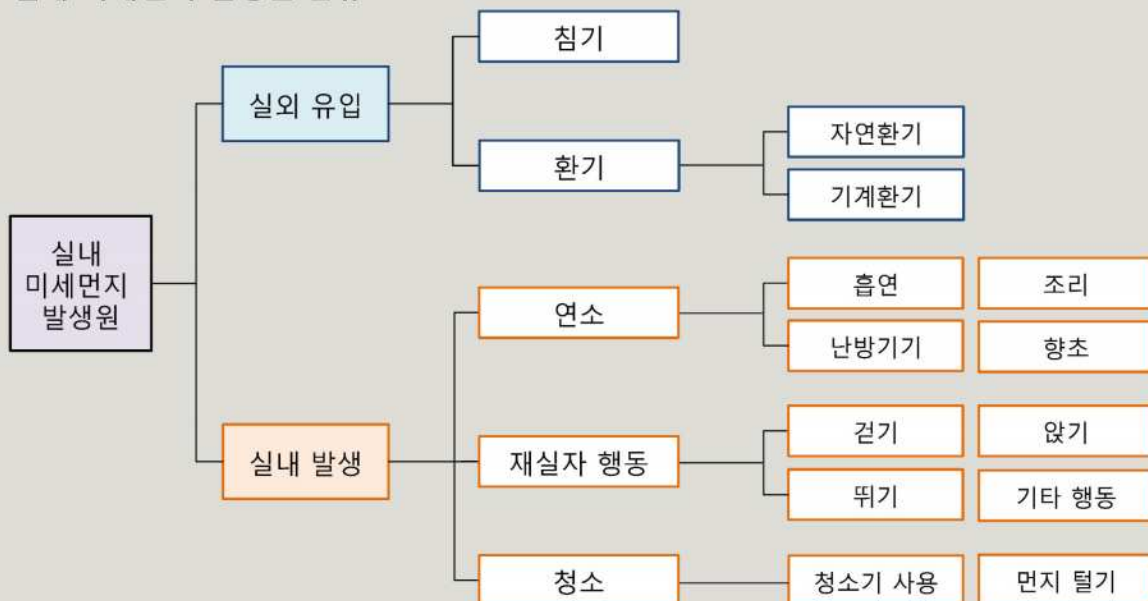 침기
실외 유입
자연환기
환기
기계환기
실내
미세먼지
발생원
흡연
조리
연소
난방기기
향초
걷기
앉기
실내 발생
재실자 행동
뛰기
기타 행동
청소
청소기 사용
먼지 털기